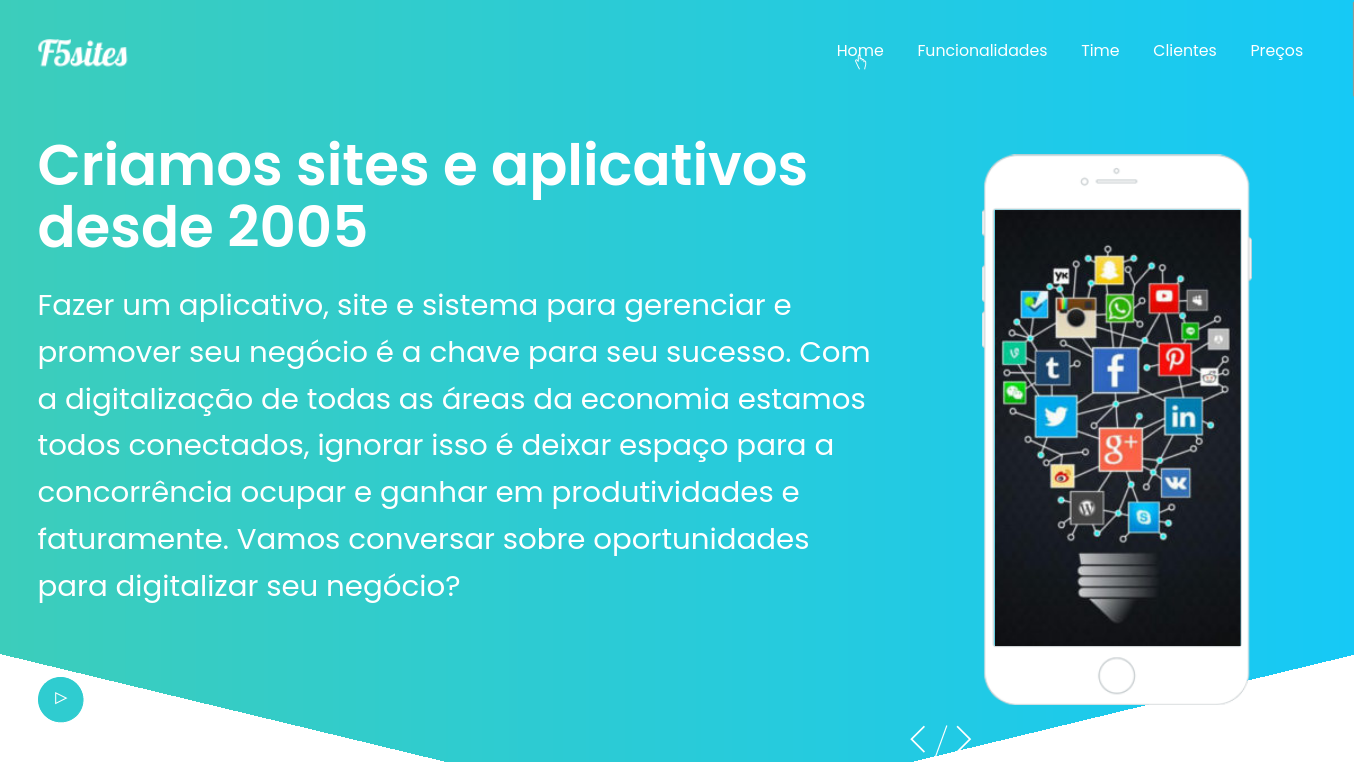 F5sites
Home Funcionalidades Time Clientes Preços
Criamos sites e aplicativos
desde 2005
Fazer um aplicativo, site e sistema para gerenciar e
promover seu negócio é a chave para seu sucesso. Com
a digitalização de todas as áreas da economia estamos
todos conectados, ignorar isso é deixar espaço para a
concorrência ocupar e ganhar em produtividades e
faturamente. Vamos conversar sobre oportunidades
para digitalizar seu negócio?